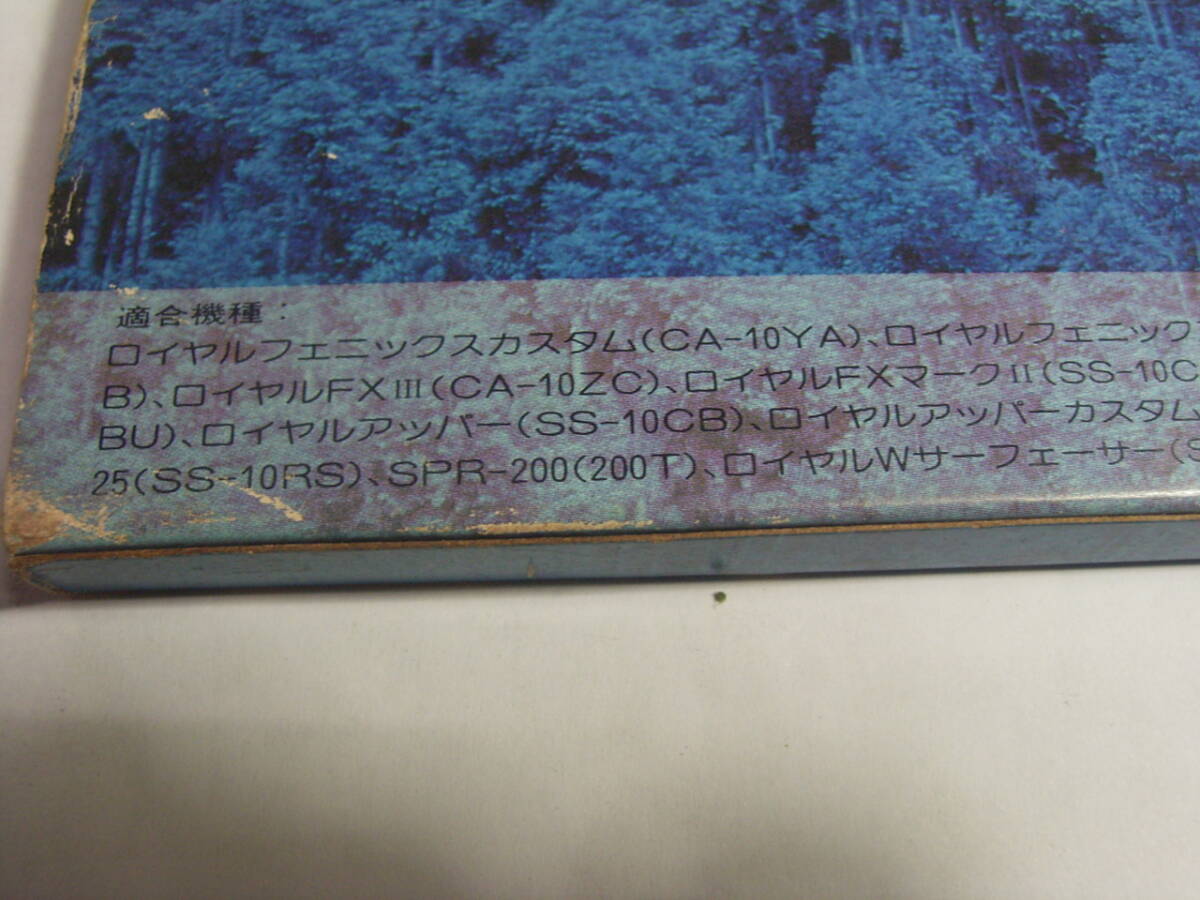 適合機種:
ロイヤルフェニックスカスタム(CA-10YA)、ロイヤルフェニック
B)、ロイヤルFXIII(CA-10ZC)、ロイヤルFXマークII(SS-10C
BU)、ロイヤルアッパー(SS-10CB)、ロイヤルアッパーカスタム
25(SS-10RS)、SPR-200(200T)、ロイヤルWサーフェーサー(S